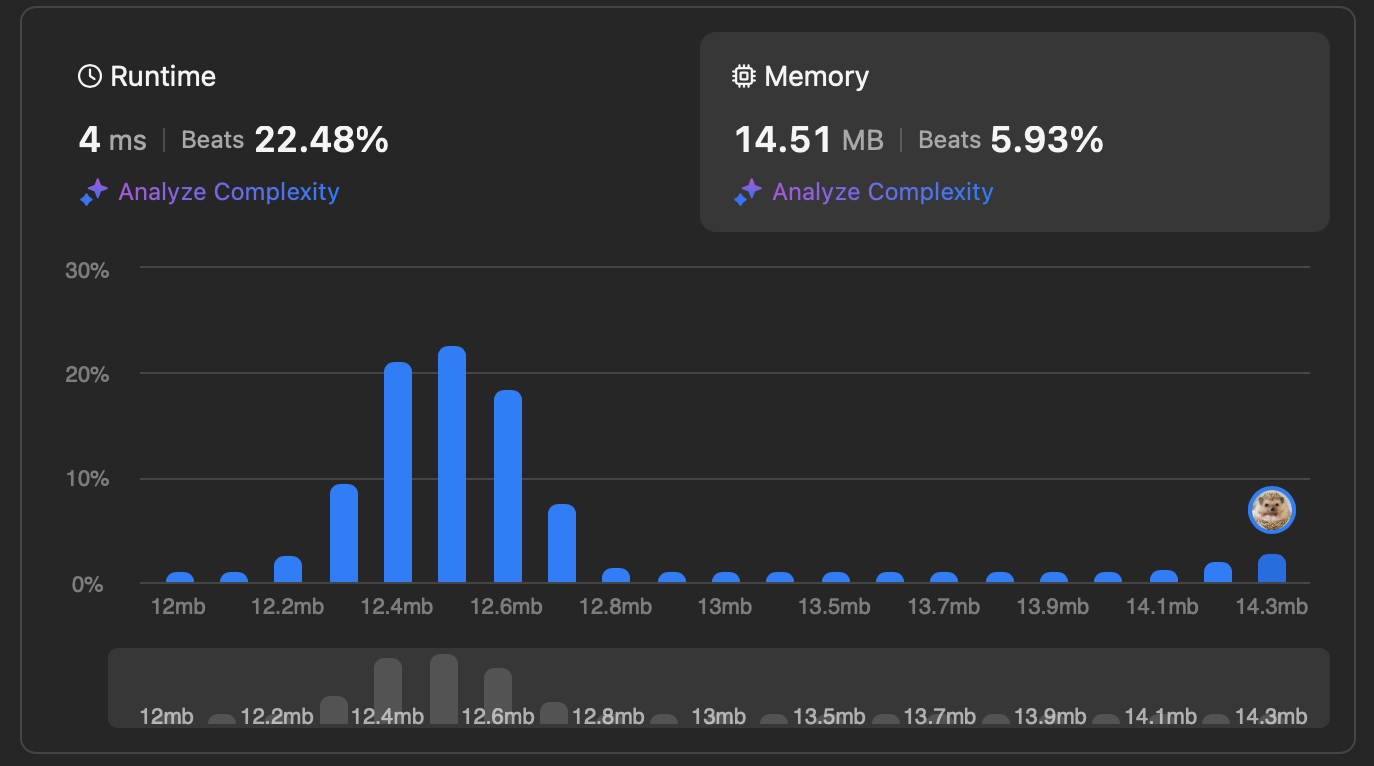 Runtime
4 ms | Beats 22.48%
Analyze Complexity
Memory
14.51 MB | Beats 5.93%
Analyze Complexity
30%
20%
10%
0%
12mb 12.2mb 12.4mb 12.6mb 12.8mb 13mb 13.5mb 13.7mb 13.9mb 14.1mb 14.3mb
12mb 12.2mb 12.4mb 12.6mb 12.8mb 13mb 13.5mb 13.7mb 13.9mb 14.1mb 14.3mb